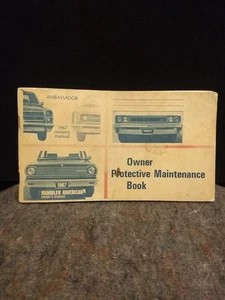 AMBASSADOR
1967
owner's
manual
Owner
Protective Maintenance
Book
1967
RAMBLER AMERICAN
OWNER'S MANUAL